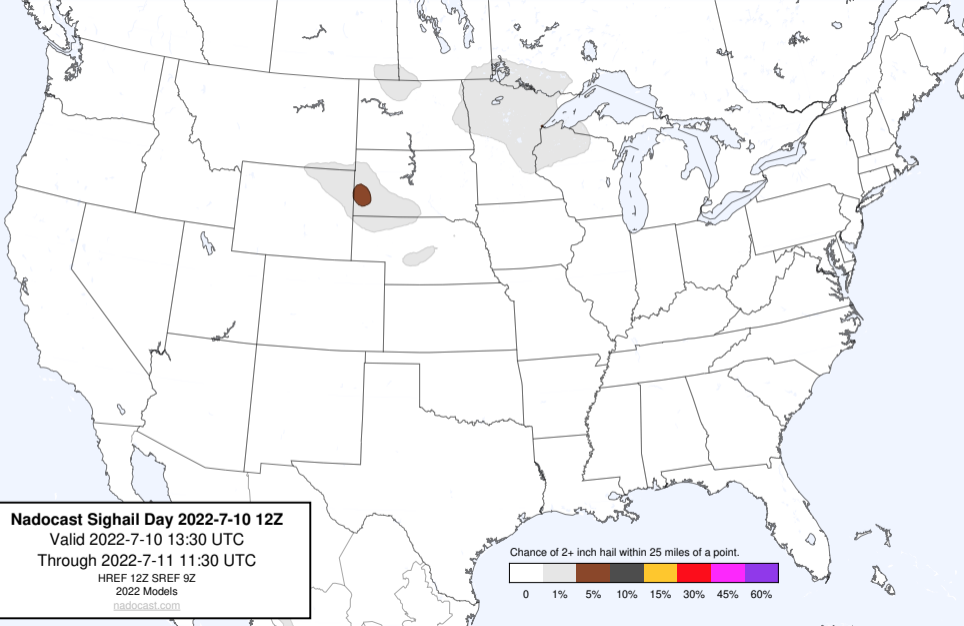 Nadocast Sighail Day 2022-7-10 12Z
Valid 2022-7-10 13:30 UTC
Through 2022-7-11 11:30 UTC
HREF 12Z SREF 9Z
2022 Models
nadocast.com
Chance of 2+ inch hail within 25 miles of a point.
0 1% 5% 10% 15% 30% 45% 60%